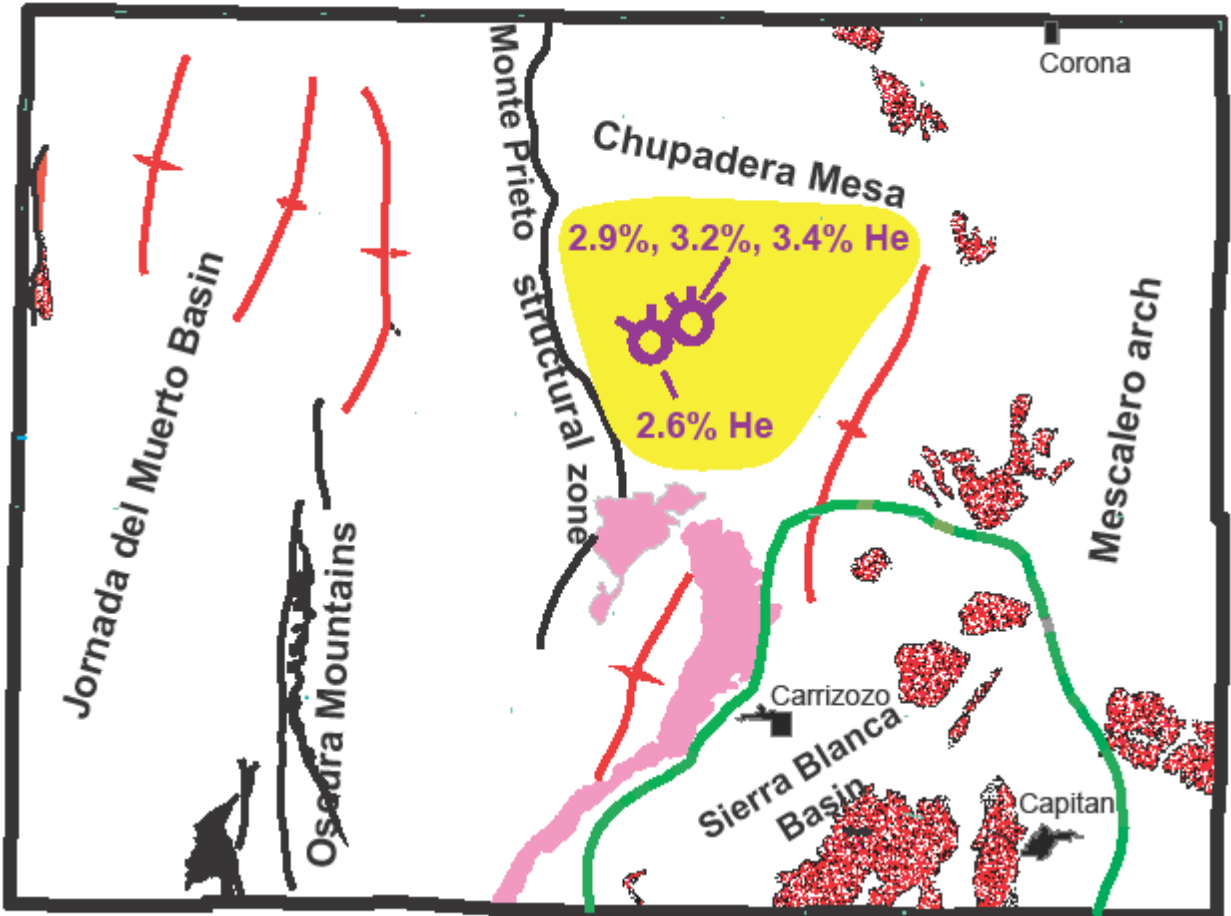 Corona
Monte Prieto structural zone
Chupadera Mesa
2.9%, 3.2%, 3.4% He
2.6% He
Jornada del Muerto Basin
Mescalero arch
Oscura Mountains
Carrizozo
Sierra Blanca
Basin
Capitan